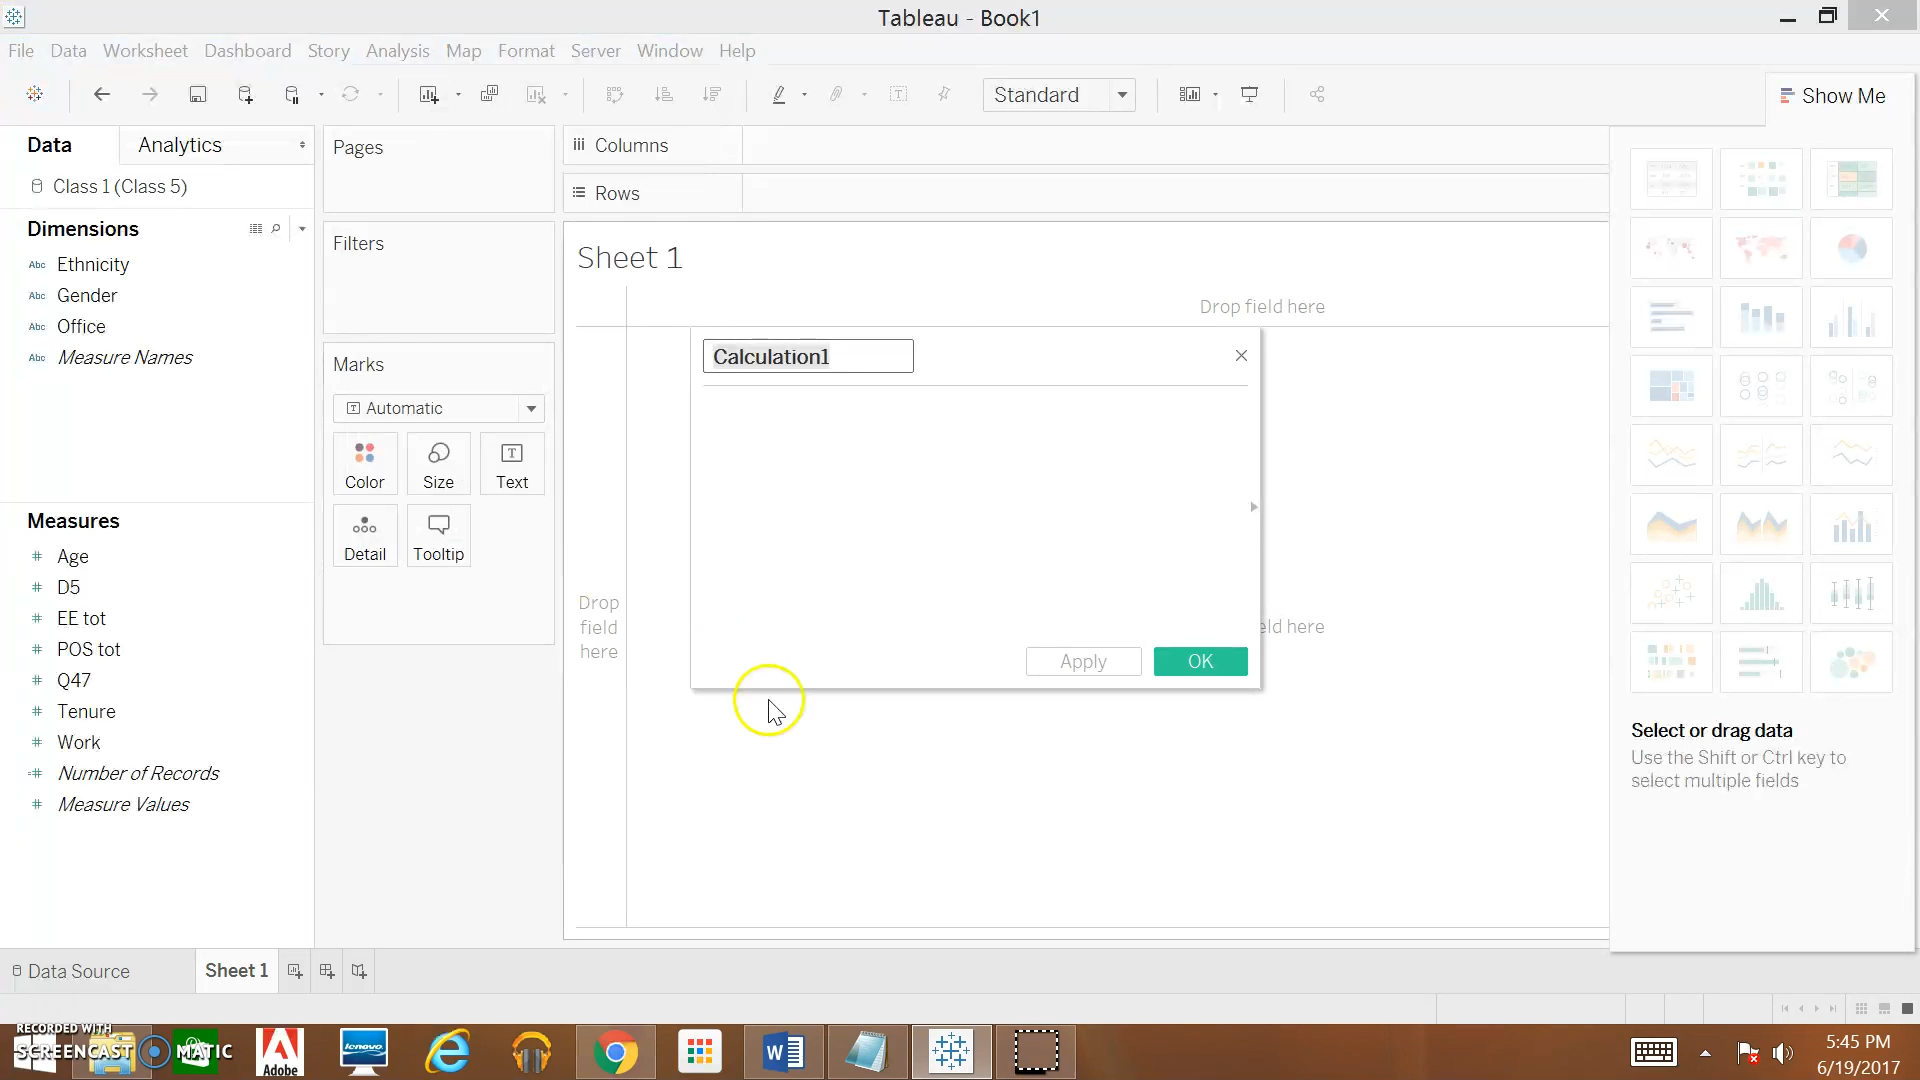 Tableau - Book1
File Data Worksheet Dashboard Story Analysis Map Format Server Window Help
Standard
Show Me
Data
Analytics
Class 1 (Class 5)
Dimensions
Abc Ethnicity
Abc Gender
Abc Office
Abc Measure Names
Measures
# Age
# D5
# EE tot
# POS tot
# Q47
# Tenure
# Work
=# Number of Records
# Measure Values
Pages
Filters
Marks
T Automatic
Color
Size
T
Text
Detail
Tooltip
Columns
Rows
Sheet 1
Drop field here
Drop
field
here
eld here
Calculation1
Apply
OK
Select or drag data
Use the Shift or Ctrl key to
select multiple fields
Data Source
Sheet 1
RECORDED WITH
SCREENCAST MATIC
Adobe
lenovo
W
5:45 PM
6/19/2017